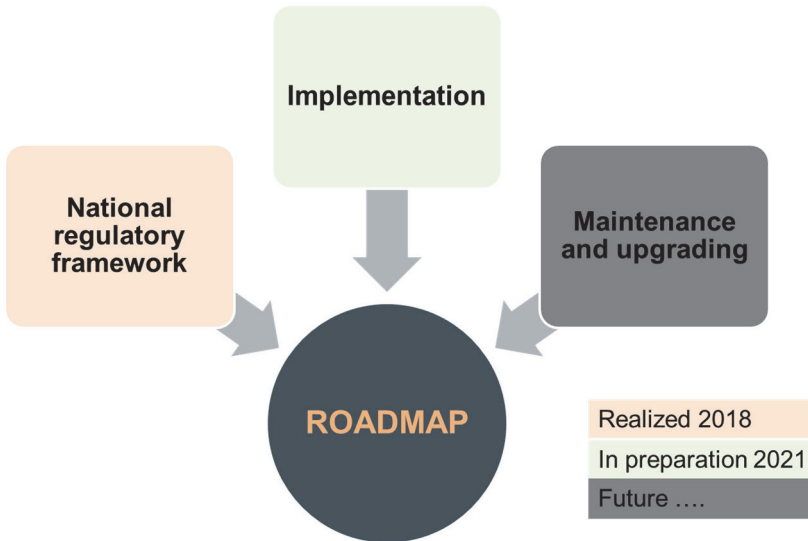 Implementation
National
regulatory
framework
Maintenance
and upgrading
ROADMAP
Realized 2018
In preparation 2021
Future ….